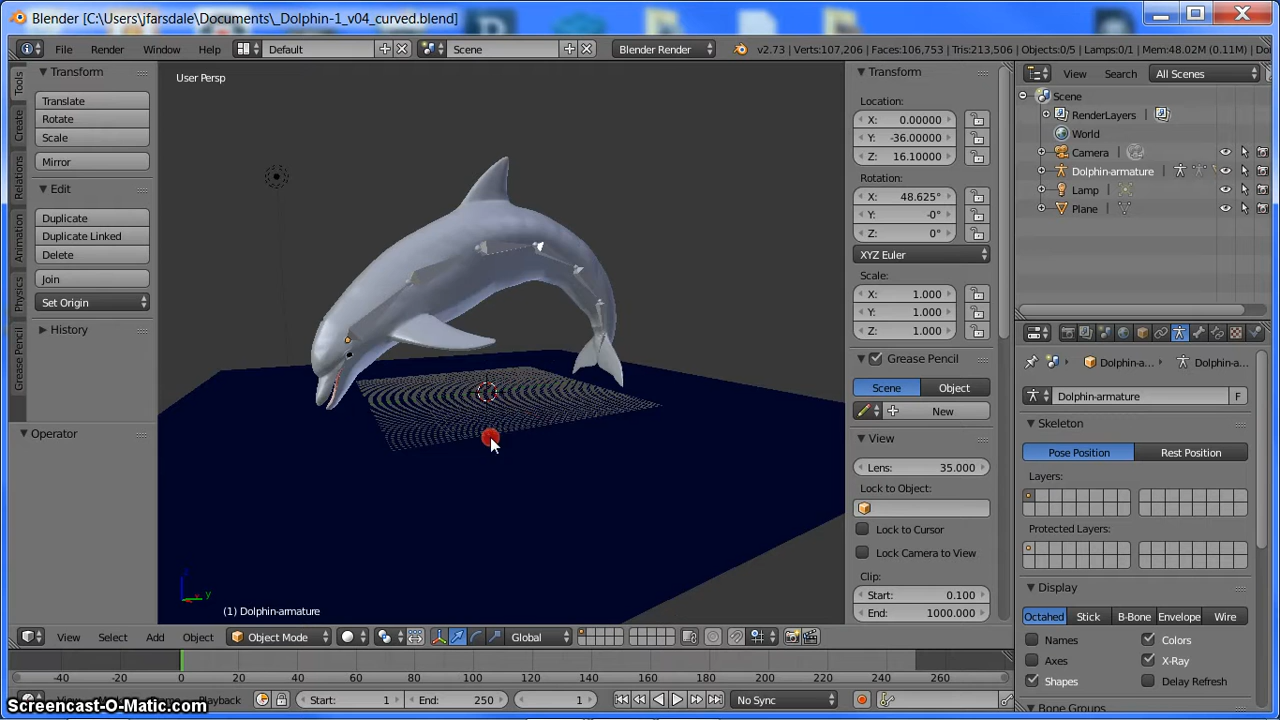 Blender [C:\Users\jfarsdale\Documents\_Dolphin-1_v04_curved.blend]
File Render Window Help Default Scene Blender Render v2.73 | Verts:107,206 | Faces:106,753 | Tris:213,506 | Objects:0/5 | Lamps:0/1 | Mem:48.02M (0.11M) | Do
Tools
Create
Relations
Animation
Physics
Grease Pencil
Transform
Translate
Rotate
Scale
Mirror
Edit
Duplicate
Duplicate Linked
Delete
Join
Set Origin
History
Operator
User Persp
(1) Dolphin-armature
z
y
Transform
Location:
X: 0.00000
Y: -36.00000
Z: 16.10000
Rotation:
X: 48.625°
Y: -0°
Z: 0°
XYZ Euler
Scale:
X: 1.000
Y: 1.000
Z: 1.000
Grease Pencil
Scene Object
New
View
Lens: 35.000
Lock to Object:
Lock to Cursor
Lock Camera to View
Clip:
Start: 0.100
End: 1000.000
View Search All Scenes
Scene
RenderLayers
World
Camera
Dolphin-armature
Lamp
Plane
Dolphin-a... Dolphin-a...
Dolphin-armature F
Skeleton
Pose Position Rest Position
Layers:
Protected Layers:
Display
Octahed Stick B-Bone Envelope Wire
Names Colors
Axes X-Ray
Shapes Delay Refresh
Bone Groups
View Select Add Object Object Mode Global
-40 -20 0 20 40 60 80 100 120 140 160 180 200 220 240 260
Playback Start: 1 End: 250 1 No Sync
Screencast-O-Matic.com